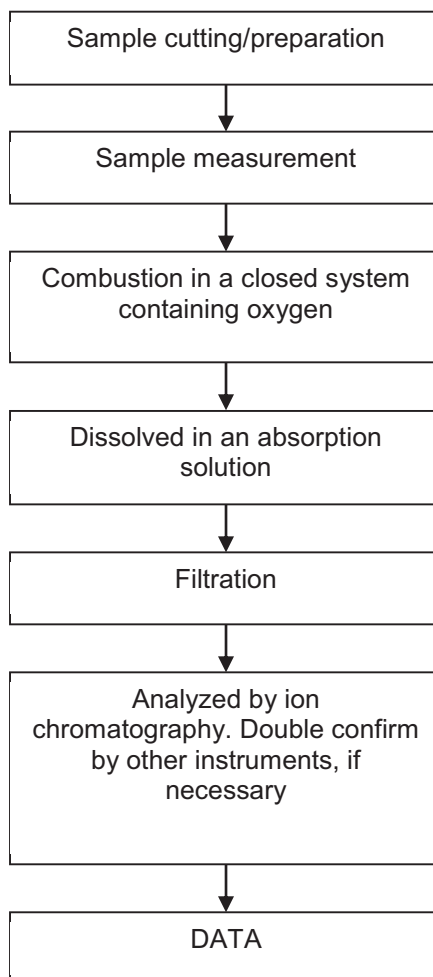 Sample cutting/preparation
Sample measurement
Combustion in a closed system
containing oxygen
Dissolved in an absorption
solution
Filtration
Analyzed by ion
chromatography. Double confirm
by other instruments, if
necessary
DATA